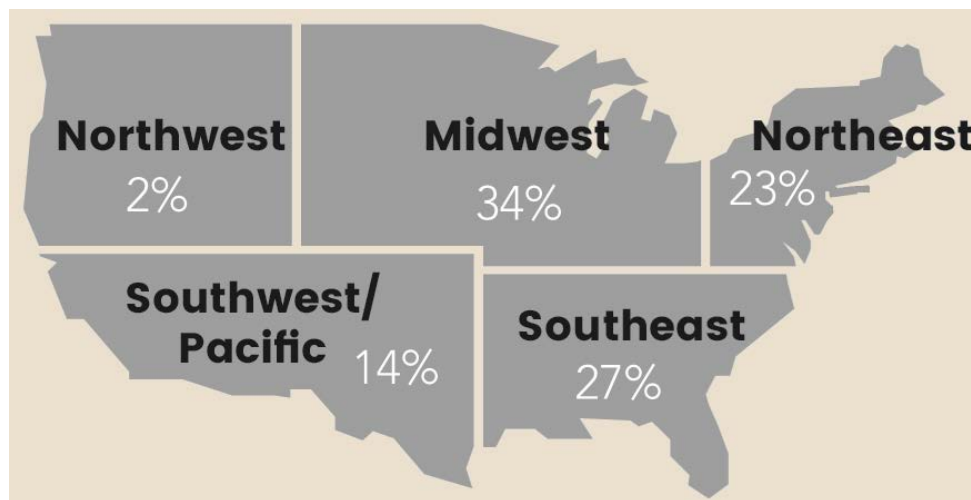 Northwest
2%
Midwest
34%
Northeast
23%
Southwest/
Pacific
14%
Southeast
27%